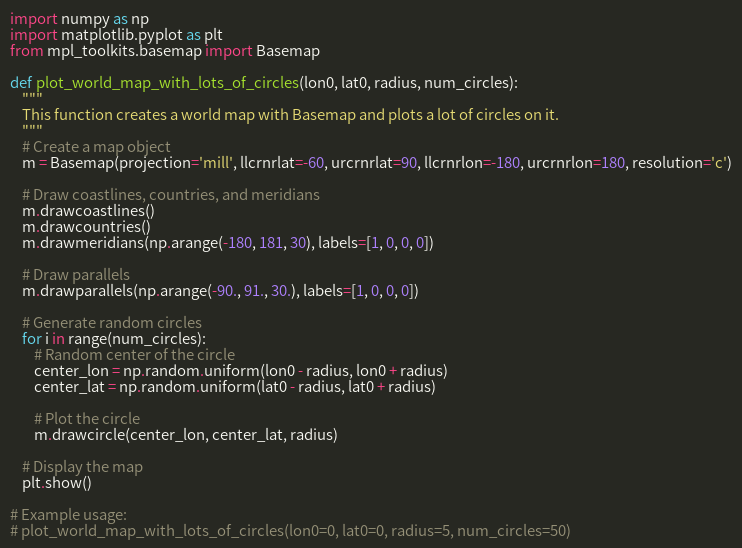 import numpy as np
import matplotlib.pyplot as plt
from mpl_toolkits.basemap import Basemap
def plot_world_map_with_lots_of_circles(lon0, lat0, radius, num_circles):
"""
This function creates a world map with Basemap and plots a lot of circles on it.
"""
# Create a map object
m = Basemap(projection='mill', llcrnrlat=-60, urcrnrlat=90, llcrnrlon=-180, urcrnrlon=180, resolution='c')
# Draw coastlines, countries, and meridians
m.drawcoastlines()
m.drawcountries()
m.drawmeridians(np.arange(-180, 181, 30), labels=[1, 0, 0, 0])
# Draw parallels
m.drawparallels(np.arange(-90., 91., 30.), labels=[1, 0, 0, 0])
# Generate random circles
for i in range(num_circles):
# Random center of the circle
center_lon = np.random.uniform(lon0 - radius, lon0 + radius)
center_lat = np.random.uniform(lat0 - radius, lat0 + radius)
# Plot the circle
m.drawcircle(center_lon, center_lat, radius)
# Display the map
plt.show()
# Example usage:
# plot_world_map_with_lots_of_circles(lon0=0, lat0=0, radius=5, num_circles=50)